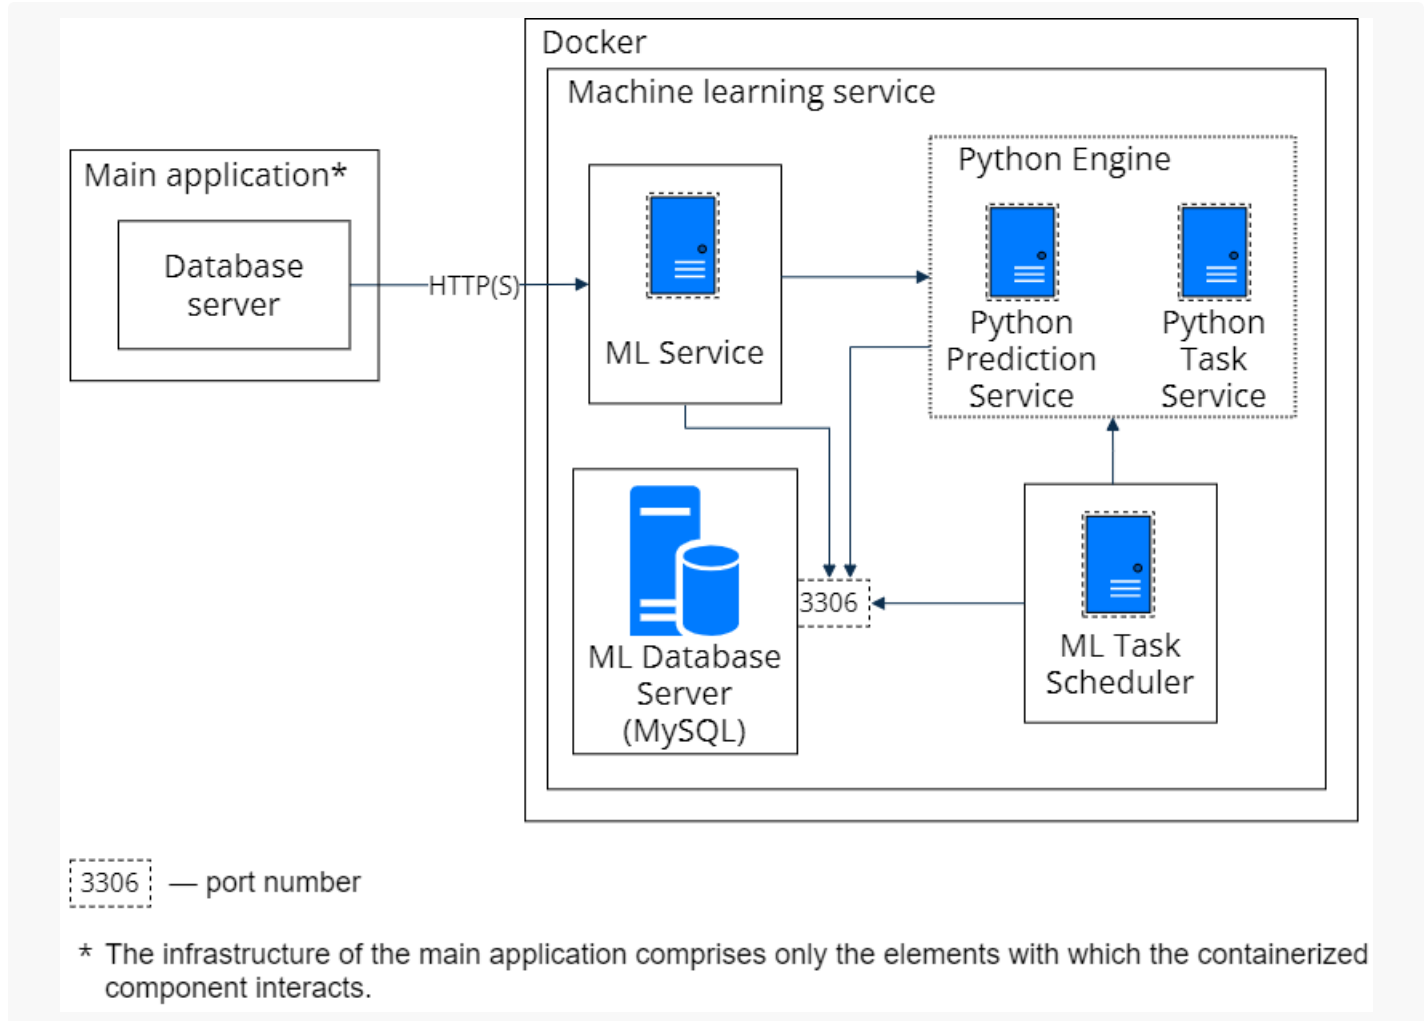 Docker
Machine learning service
Main application*
Database
server
HTTP(S)
ML Service
Python Engine
Python
Prediction
Service
Python
Task
Service
ML Database
Server
(MySQL)
3306
ML Task
Scheduler
3306 — port number
* The infrastructure of the main application comprises only the elements with which the containerized
component interacts.